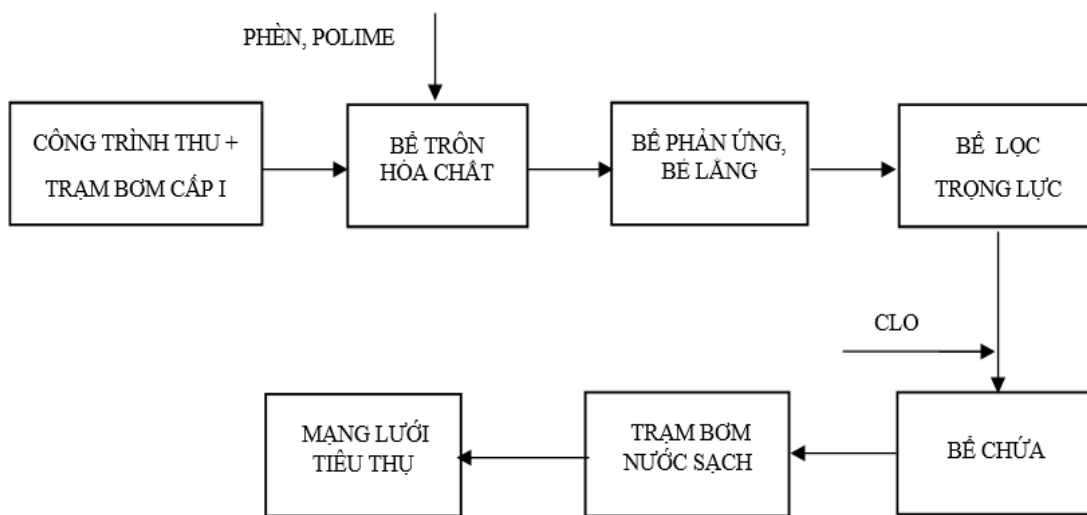 PHÈN, POLIME
CÔNG TRÌNH THU +
TRẠM BƠM CẤP I
BỂ TRÔN
HÓA CHẤT
BỂ PHẢN ỨNG,
BỂ LẮNG
BỂ LỌC
TRỌNG LỰC
CLO
MẠNG LƯỚI
TIÊU THỤ
TRẠM BƠM
NƯỚC SẠCH
BỂ CHỨA